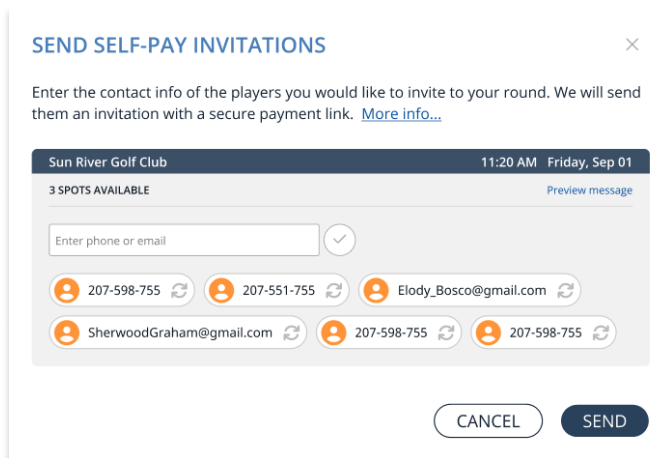 SEND SELF-PAY INVITATIONS
Enter the contact info of the players you would like to invite to your round. We will send
them an invitation with a secure payment link. More info...
Sun River Golf Club 11:20 AM Friday, Sep 01
3 SPOTS AVAILABLE Preview message
Enter phone or email
207-598-755 207-551-755 Elody_Bosco@gmail.com
SherwoodGraham@gmail.com 207-598-755 207-598-755
CANCEL SEND